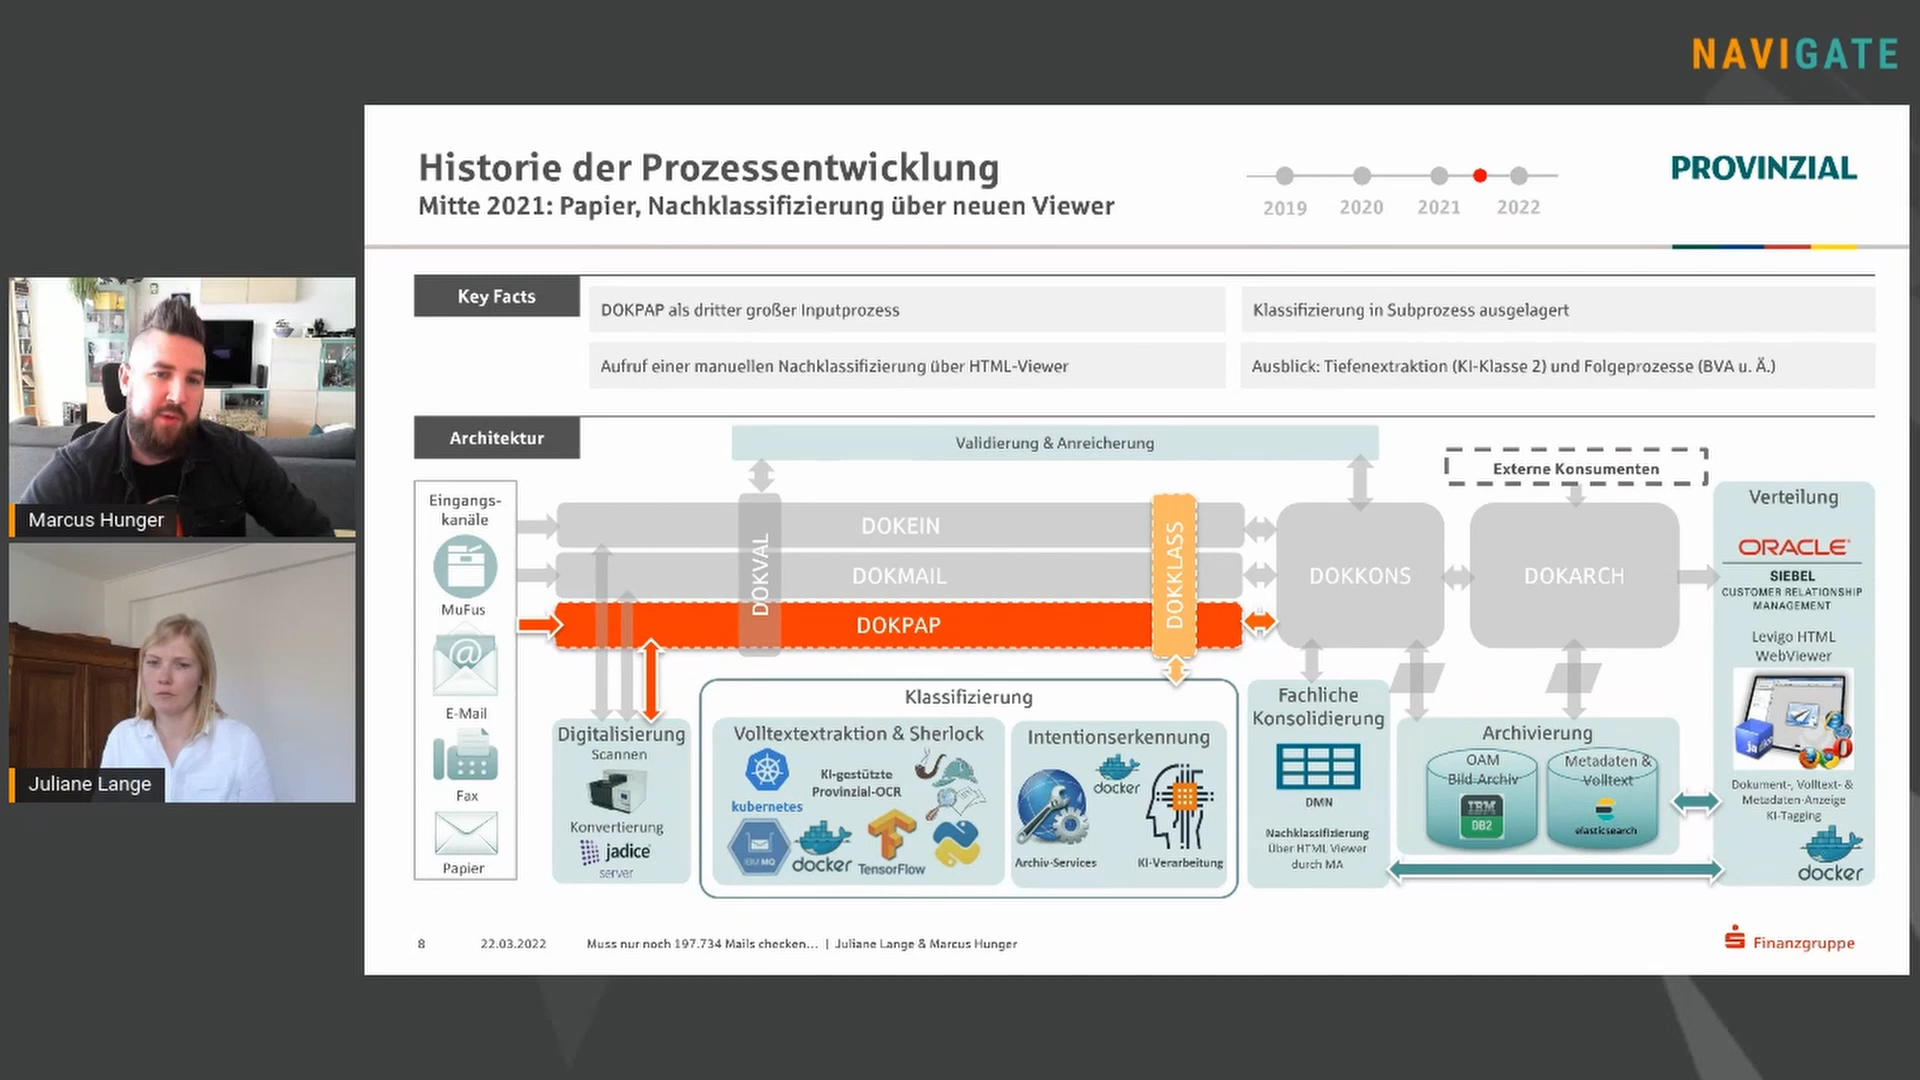 NAVIGATE
Historie der Prozessentwicklung
Mitte 2021: Papier, Nachklassifizierung über neuen Viewer
2019 2020 2021 2022
PROVINZIAL
Key Facts
DOKPAP als dritter großer Inputprozess
Klassifizierung in Subprozess ausgelagert
Aufruf einer manuellen Nachklassifizierung über HTML-Viewer
Ausblick: Tiefenextraktion (KI-Klasse 2) und Folgeprozesse (BVA u. Ä.)
Architektur
Validierung & Anreicherung
Externe Konsumenten
Eingangs-
kanäle
MuFus
E-Mail
Fax
Papier
DOKEIN
DOKMAIL
DOKPAP
DOKVAL
DOKKLASS
DOKKONS
DOKARCH
Digitalisierung
Scannen
Konvertierung
jadice
server
Klassifizierung
Volltextextraktion & Sherlock
kubernetes
KI-gestützte
Provinzial-OCR
IBM MQ
docker
TensorFlow
Intentionserkennung
docker
Archiv-Services
KI-Verarbeitung
Fachliche
Konsolidierung
DMN
Nachklassifizierung
Über HTML Viewer
durch MA
Archivierung
OAM
Bild-Archiv
IBM
DB2
Metadaten &
Volltext
elasticsearch
Verteilung
ORACLE
SIEBEL
CUSTOMER RELATIONSHIP
MANAGEMENT
Levigo HTML
WebViewer
Dokument-, Volltext- &
Metadaten-Anzeige
KI-Tagging
docker
8
22.03.2022
Muss nur noch 197.734 Mails checken... | Juliane Lange & Marcus Hunger
Finanzgruppe
Marcus Hunger
Juliane Lange